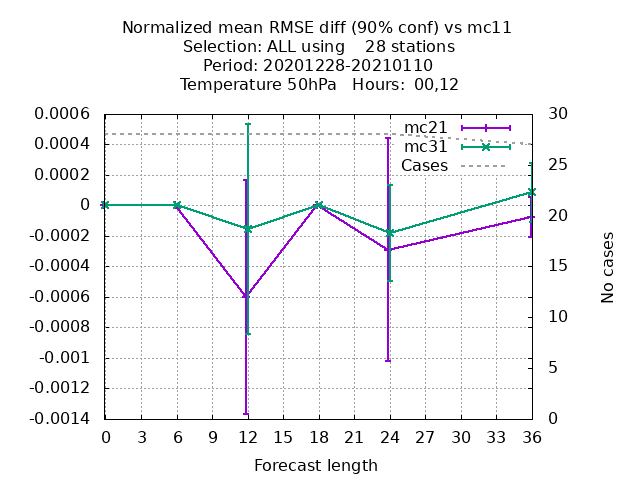 Normalized mean RMSE diff (90% conf) vs mc11
Selection: ALL using    28 stations
Period: 20201228-20210110
Temperature 50hPa   Hours: 00,12
0.0006
0.0004
0.0002
0
-0.0002
-0.0004
-0.0006
-0.0008
-0.001
-0.0012
-0.0014
mc21
mc31
Cases
30
25
20
15
10
5
0
No cases
0 3 6 9 12 15 18 21 24 27 30 33 36
Forecast length